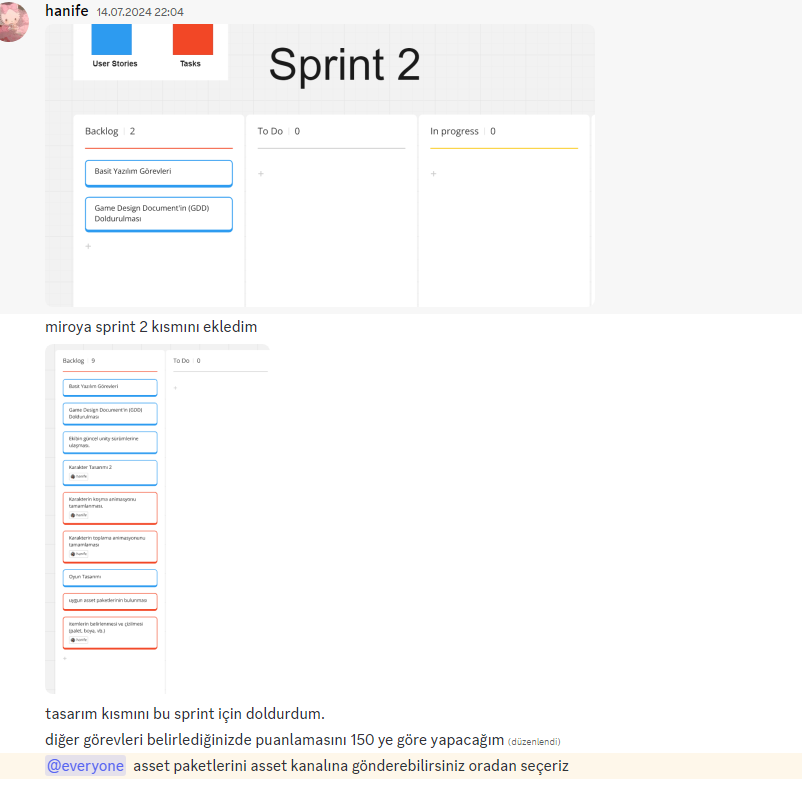 hanife 14.07.2024 22:04
User Stories
Tasks
Sprint 2
Backlog 2
To Do 0
In progress 0
Basit Yazılım Görevleri
+
+
Game Design Document'in (GDD)
Doldurulması
+
miroya sprint 2 kısmını ekledim
Backlog 9
To Do 0
Basit Yazılım Görevleri
+
Game Design Document'in (GDD)
Doldurulması
Ekibin güncel unity sürümlerine
ulaşması.
Karakter Tasarımı 2
hanife
Karakterin koşma animasyonu
tamamlanması
hanife
Karakterin toplama animasyonunu
tamamlaması
hanife
Oyun Tasarımı
uygun asset paketlerinin bulunması
itemlerin belirlenmesi ve çizilmesi
(palet, boya, vb.)
hanife
+
tasarım kısmını bu sprint için doldurdum.
diğer görevleri belirlediğinizde puanlamasını 150 ye göre yapacağım (düzenlendi)
@everyone asset paketlerini asset kanalına gönderebilirsiniz oradan seçeriz